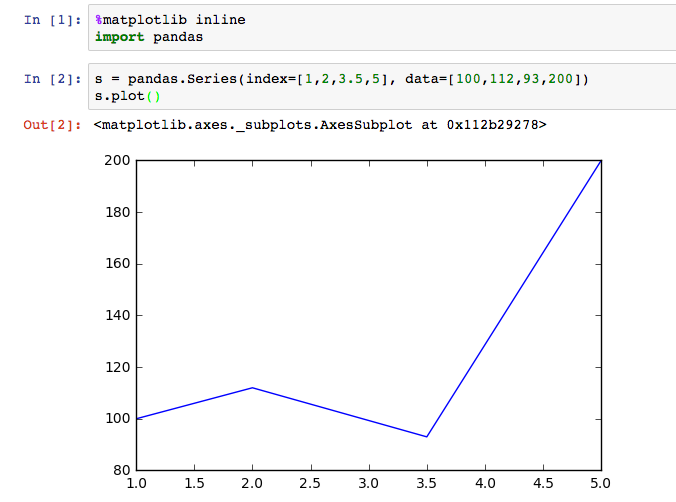 In [1]: %matplotlib inline
import pandas
In [2]: s = pandas.Series(index=[1,2,3.5,5], data=[100,112,93,200])
s.plot()
Out[2]: <matplotlib.axes._subplots.AxesSubplot at 0x112b29278>
200
180
160
140
120
100
80
1.0 1.5 2.0 2.5 3.0 3.5 4.0 4.5 5.0